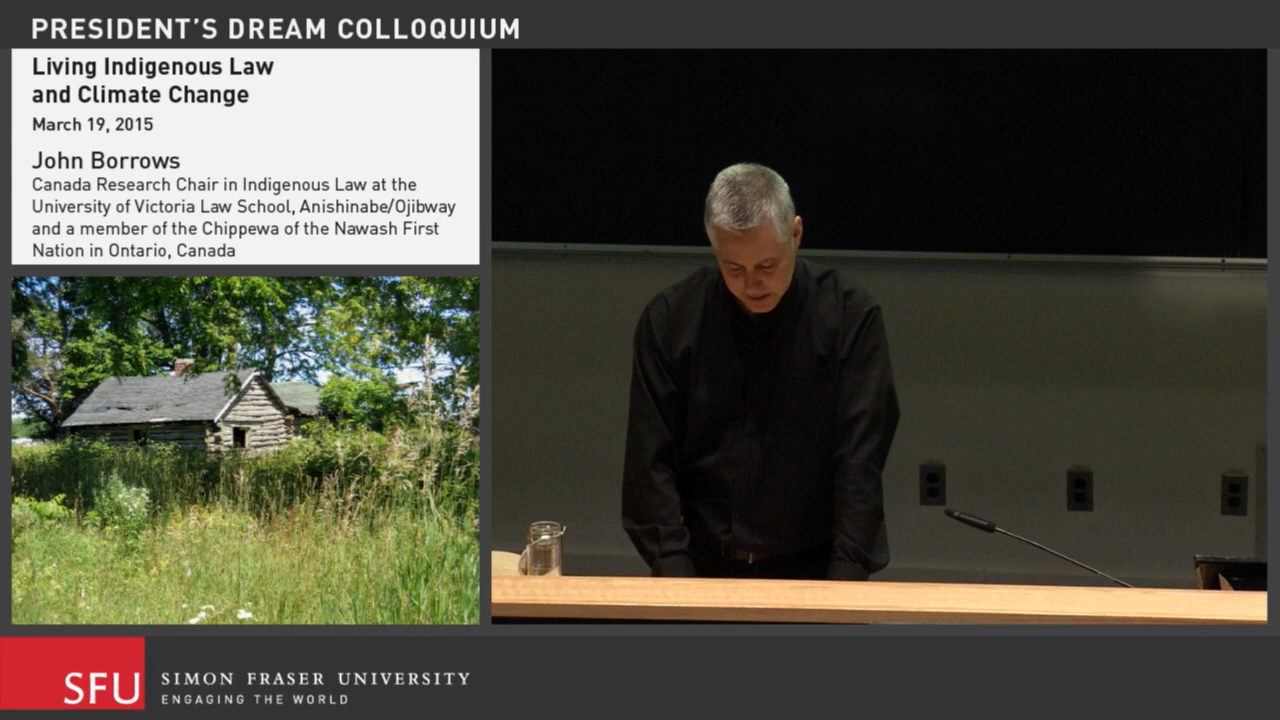 PRESIDENT'S DREAM COLLOQUIUM
Living Indigenous Law
and Climate Change
March 19, 2015
John Borrows
Canada Research Chair in Indigenous Law at the
University of Victoria Law School, Anishinabe/Ojibway
and a member of the Chippewa of the Nawash First
Nation in Ontario, Canada
SFU
SIMON FRASER UNIVERSITY
ENGAGING THE WORLD